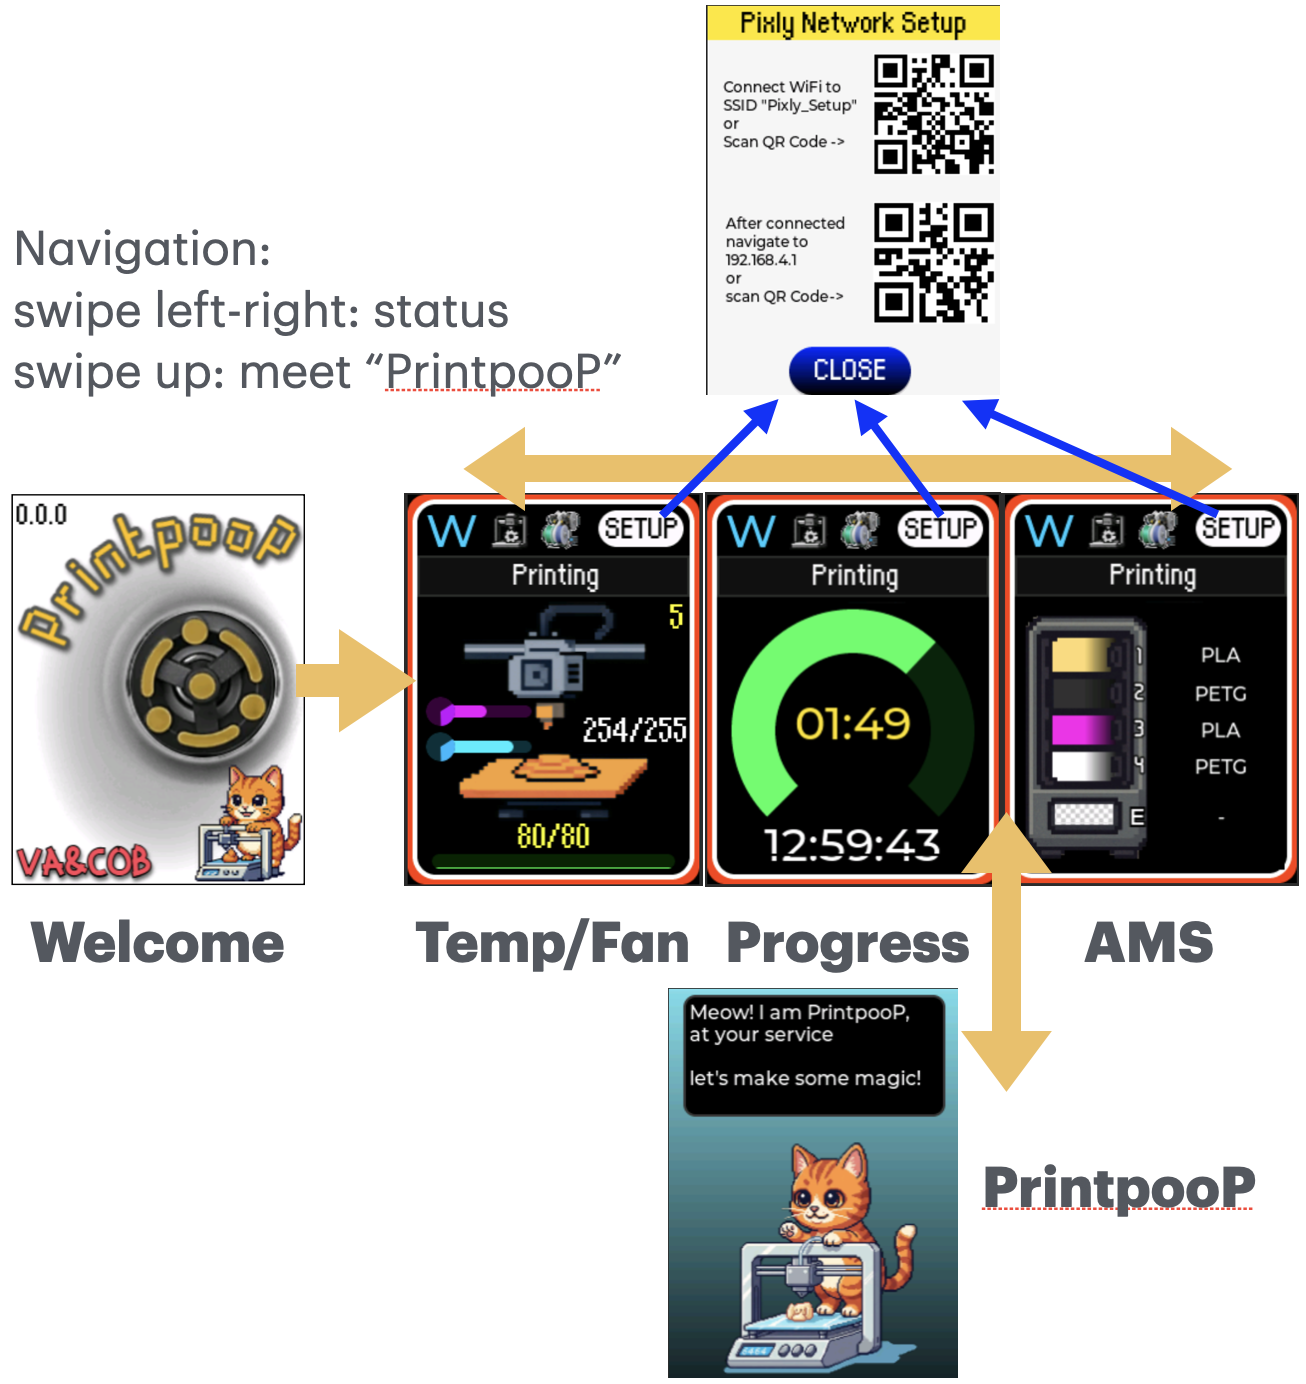 Pixly Network Setup
Connect WiFi to
SSID "Pixly_Setup"
or
Scan QR Code ->
After connected
navigate to
192.168.4.1
or
scan QR Code->
CLOSE
Navigation:
swipe left-right: status
swipe up: meet “PrintpooP”
0.0.0
Printpoop
VA&COB
W
SETUP
Printing
5
254/255
80/80
W
SETUP
Printing
01:49
12:59:43
W
SETUP
Printing
1 PLA
2 PETG
3 PLA
4 PETG
E -
Welcome
Temp/Fan
Progress
AMS
Meow! I am PrintpooP,
at your service
let's make some magic!
PrintpooP